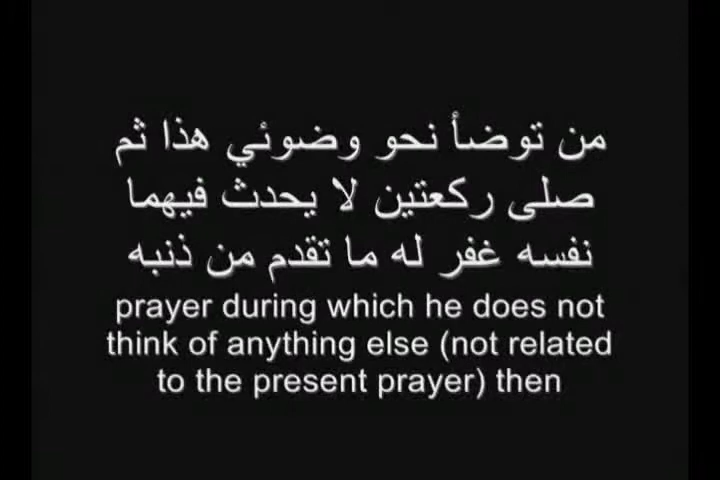 من توضأ نحو وضوئي هذا ثم
صلى ركعتين لا يحدث فيهما
نفسه غفر له ما تقدم من ذنبه
prayer during which he does not
think of anything else (not related
to the present prayer) then